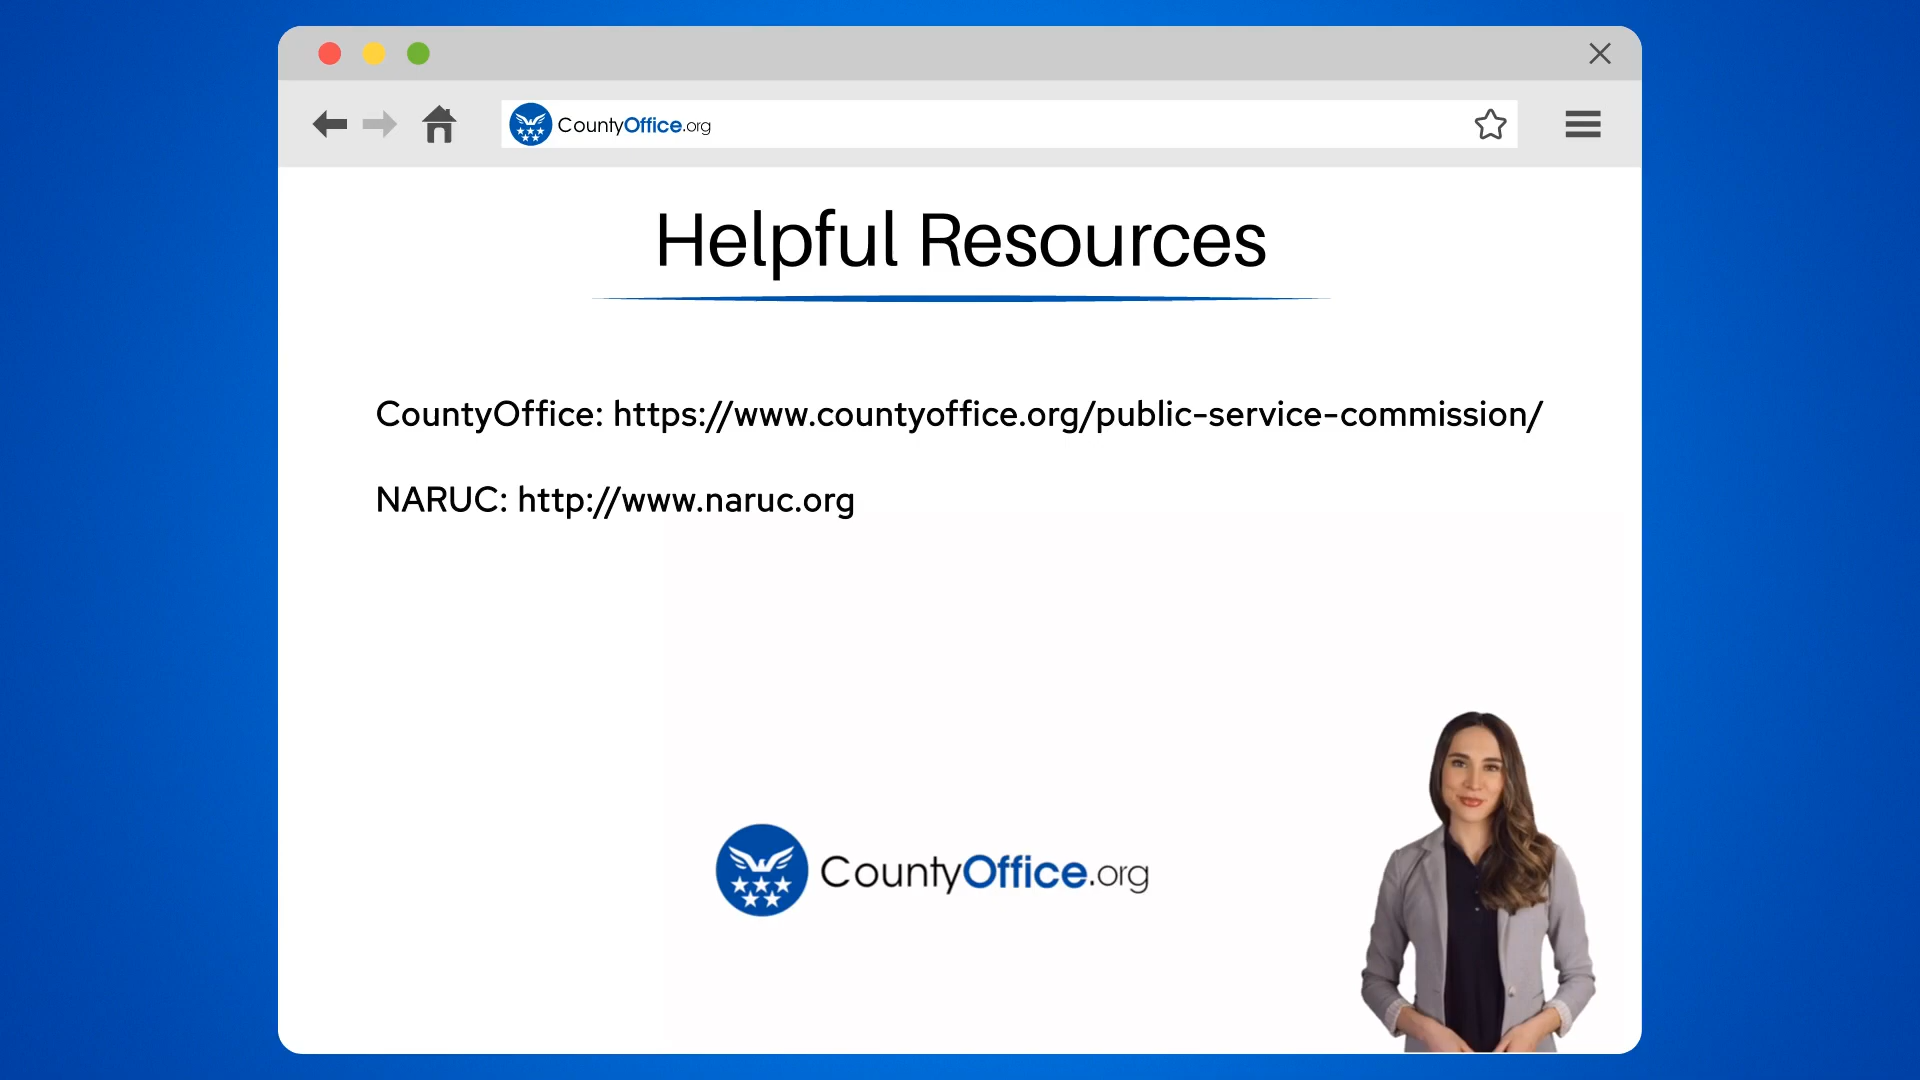 CountyOffice.org
Helpful Resources
CountyOffice: https://www.countyoffice.org/public-service-commission/
NARUC: http://www.naruc.org
CountyOffice.org